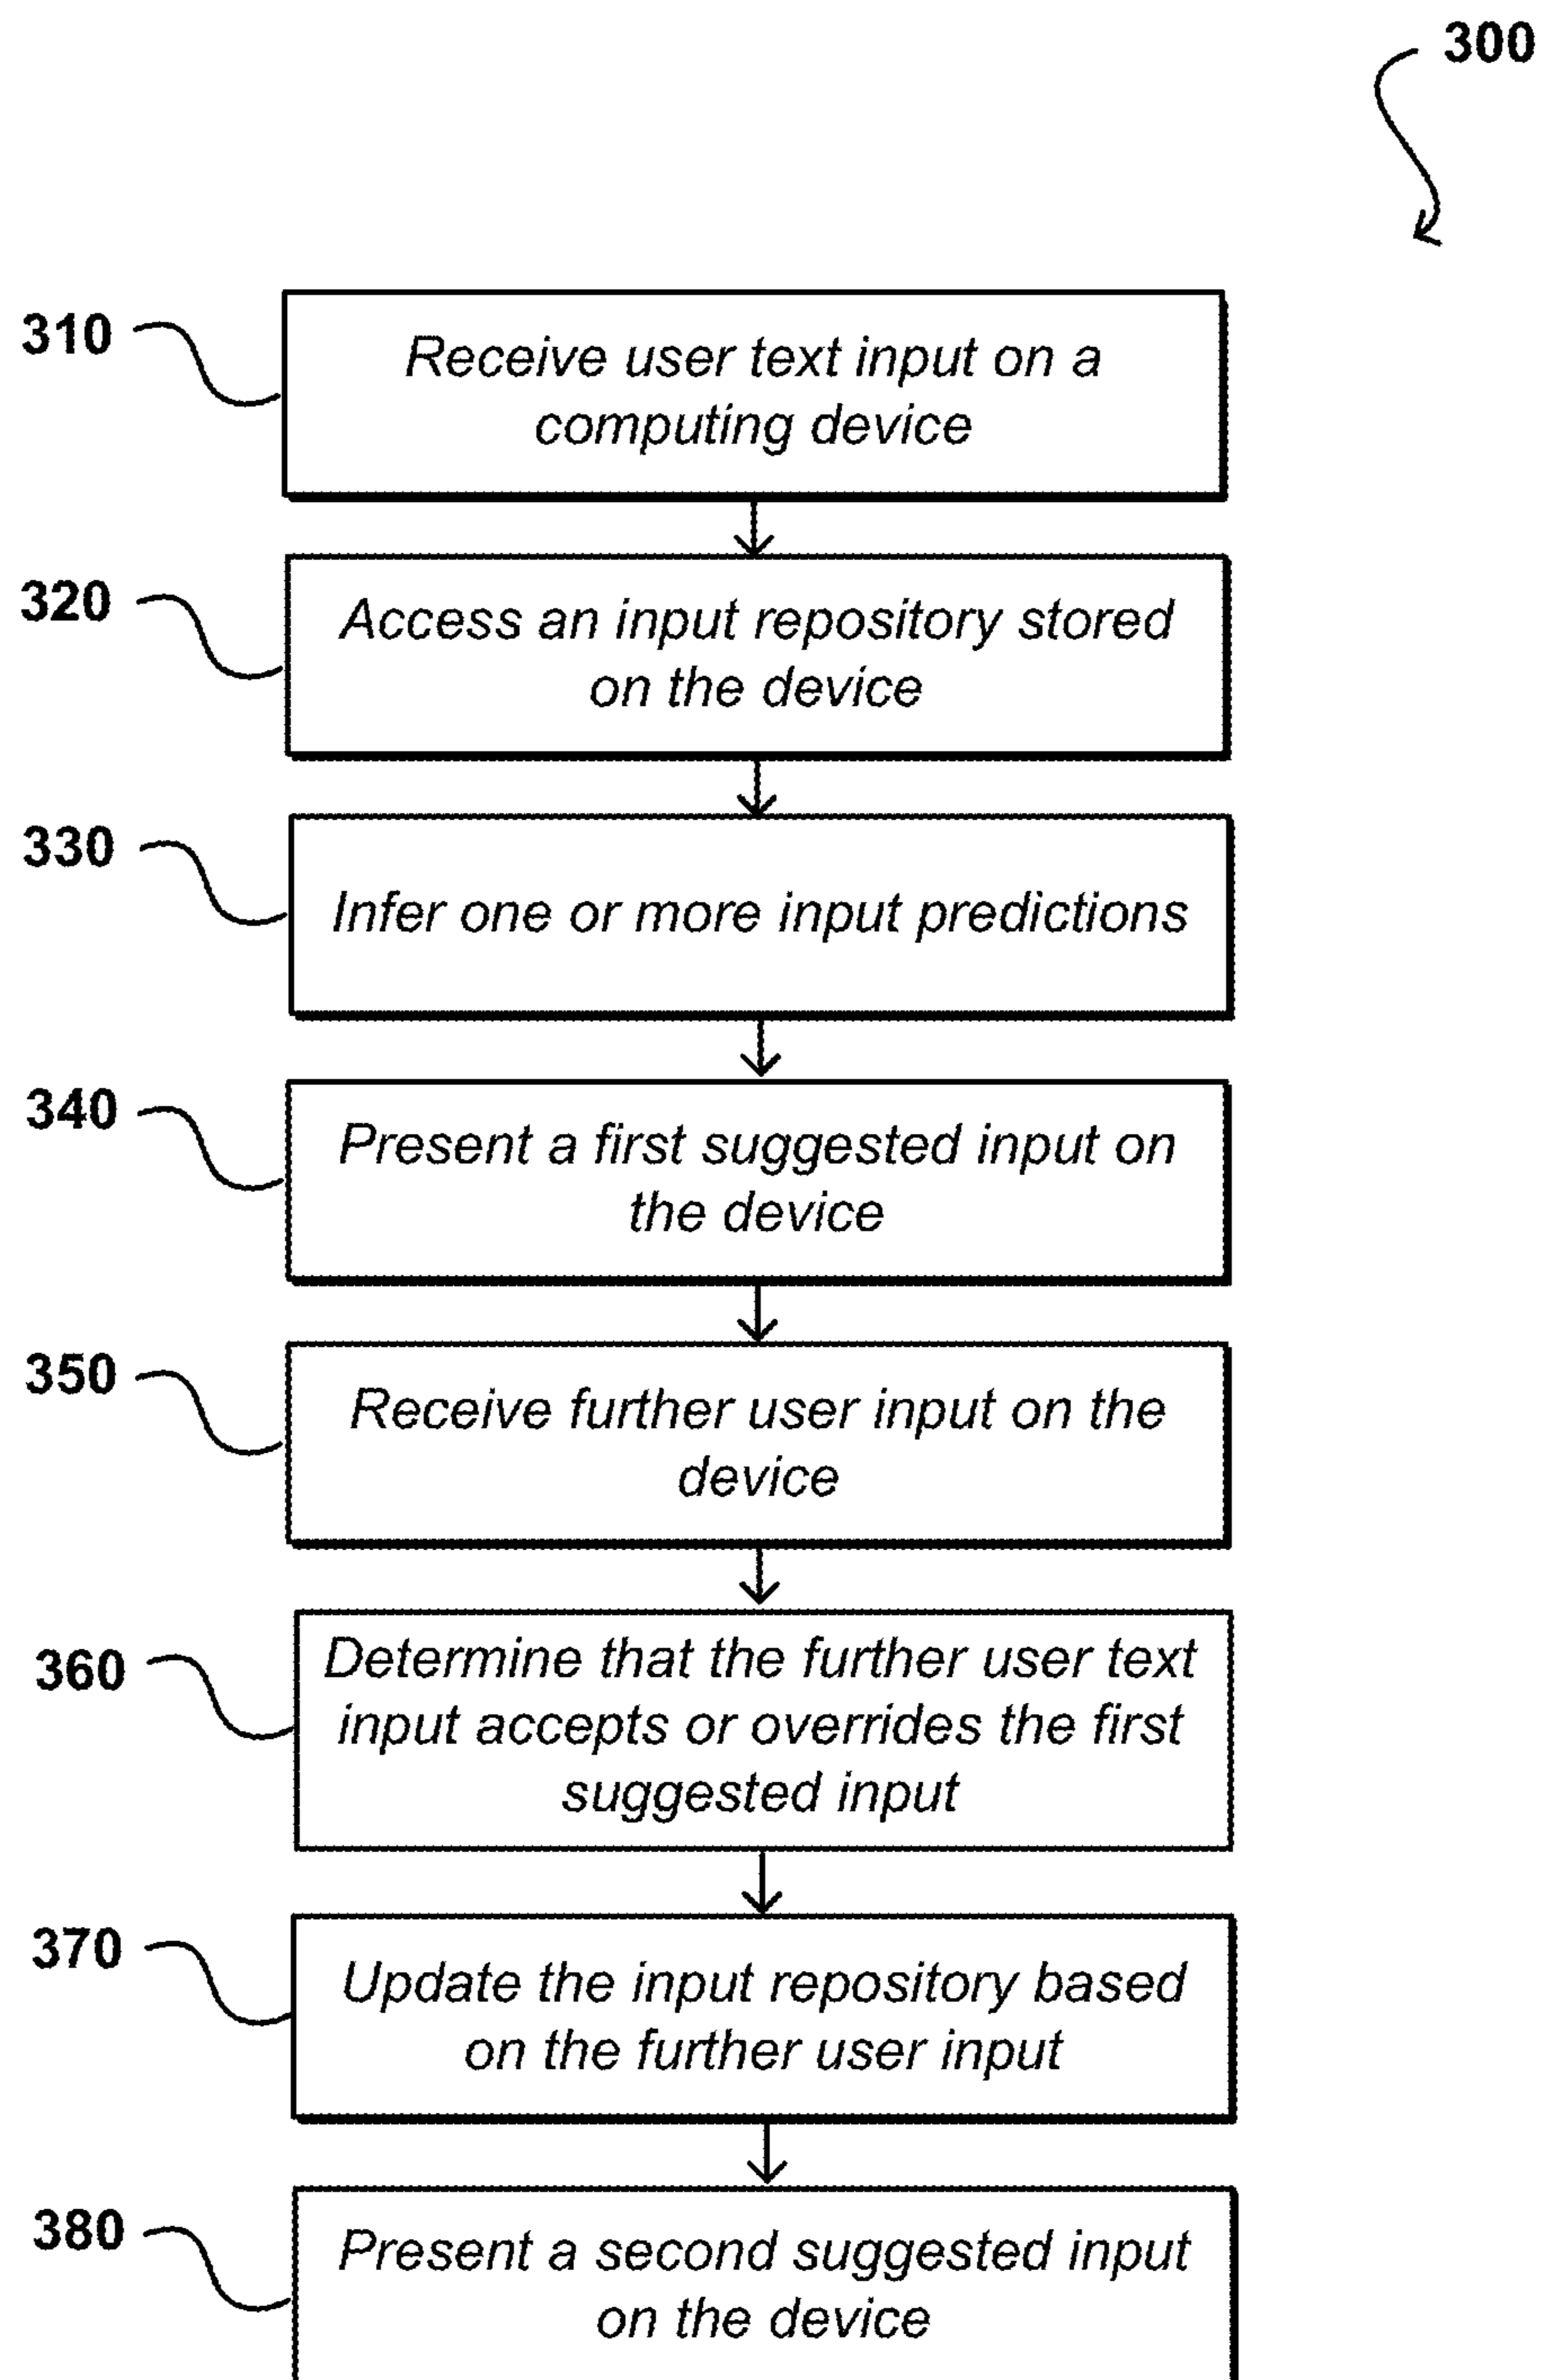 300
310
Receive user text input on a
computing device
320
Access an input repository stored
on the device
330
Infer one or more input predictions
340
Present a first suggested input on
the device
350
Receive further user input on the
device
360
Determine that the further user text
input accepts or overrides the first
suggested input
370
Update the input repository based
on the further user input
380
Present a second suggested input
on the device